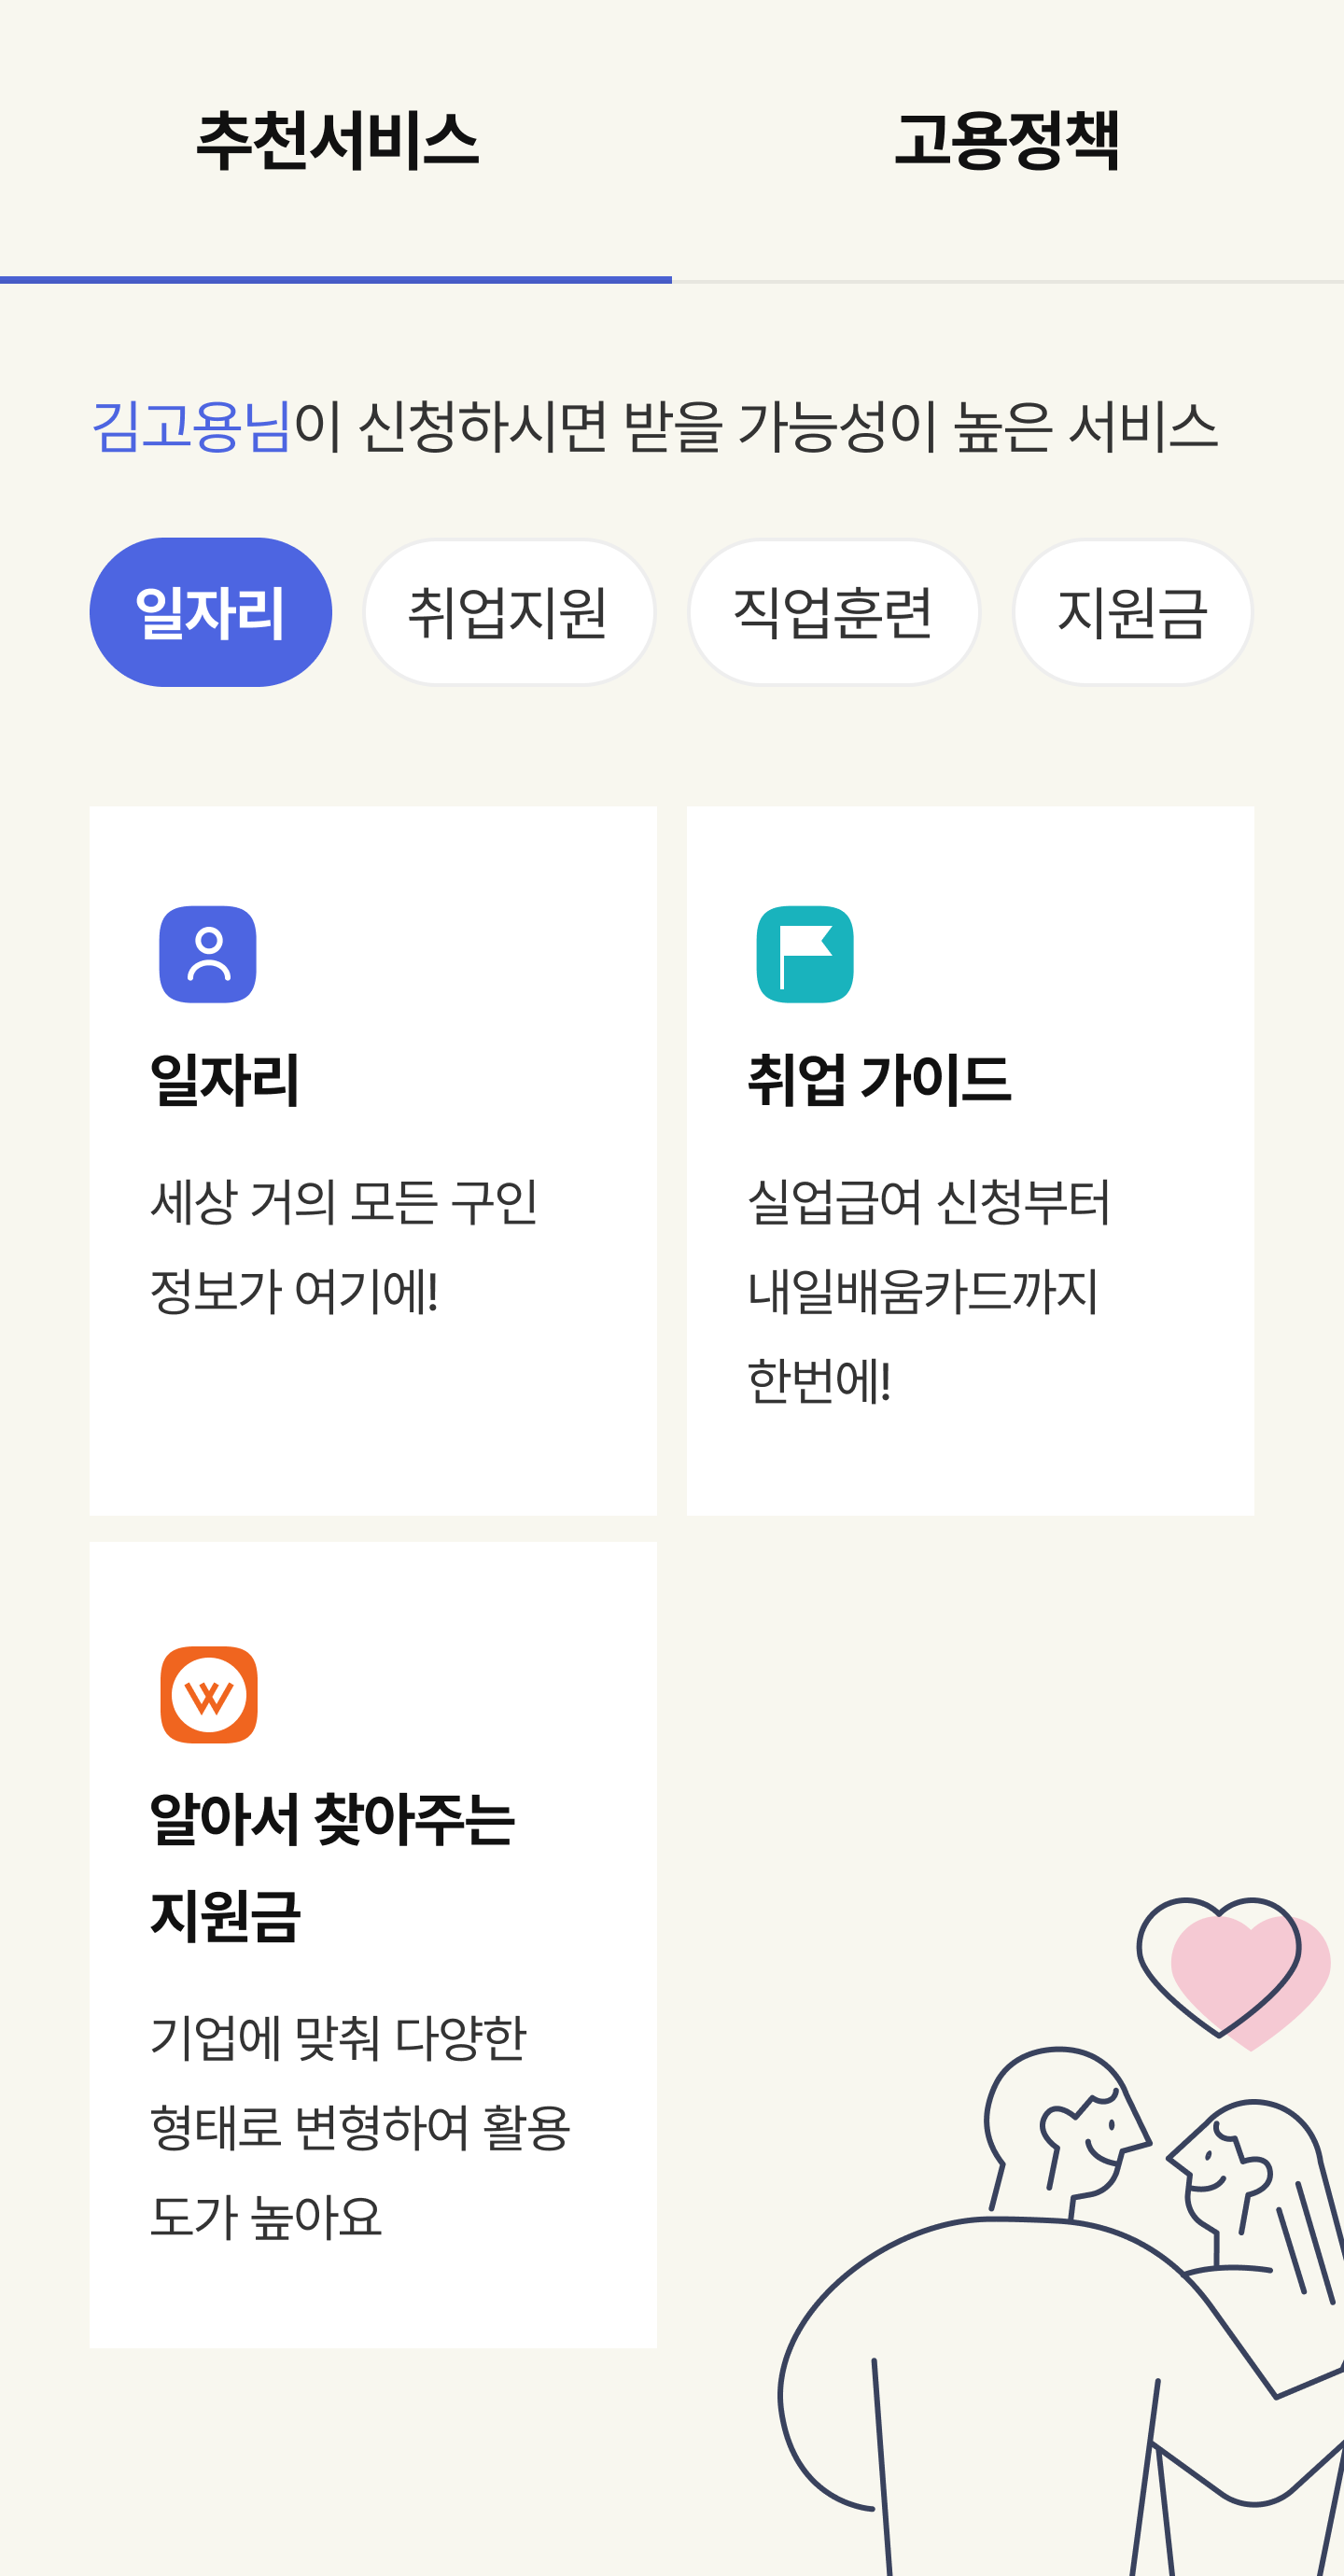 추천서비스 고용정책
김고용님이 신청하시면 받을 가능성이 높은 서비스
일자리 취업지원 직업훈련 지원금
일자리
세상 거의 모든 구인
정보가 여기에!
취업 가이드
실업급여 신청부터
내일배움카드까지
한번에!
알아서 찾아주는
지원금
기업에 맞춰 다양한
형태로 변형하여 활용
도가 높아요